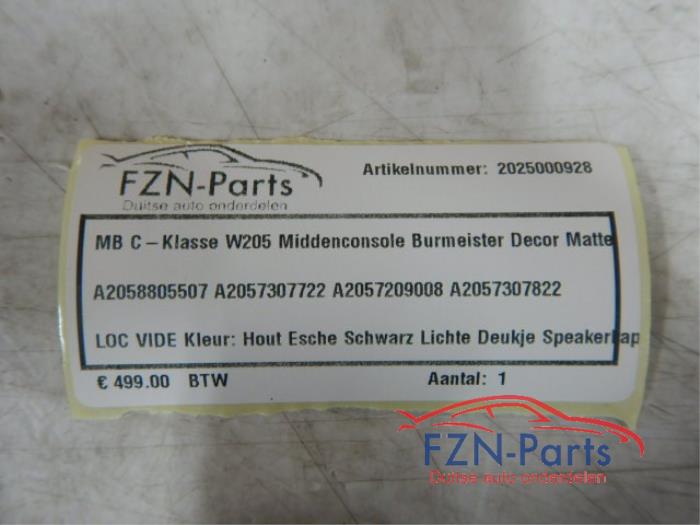 FZN-Parts
Duitse auto onderdelen
Artikelnummer: 2025000928
MB C-Klasse W205 Middenconsole Burmeister Decor Matte
A2058805507 A2057307722 A2057209008 A2057307822
LOC VIDE Kleur: Hout Esche Schwarz Lichte Deukje Speakerkap
€ 499.00 BTW
Aantal: 1
FZN-Parts
Duitse auto onderdelen